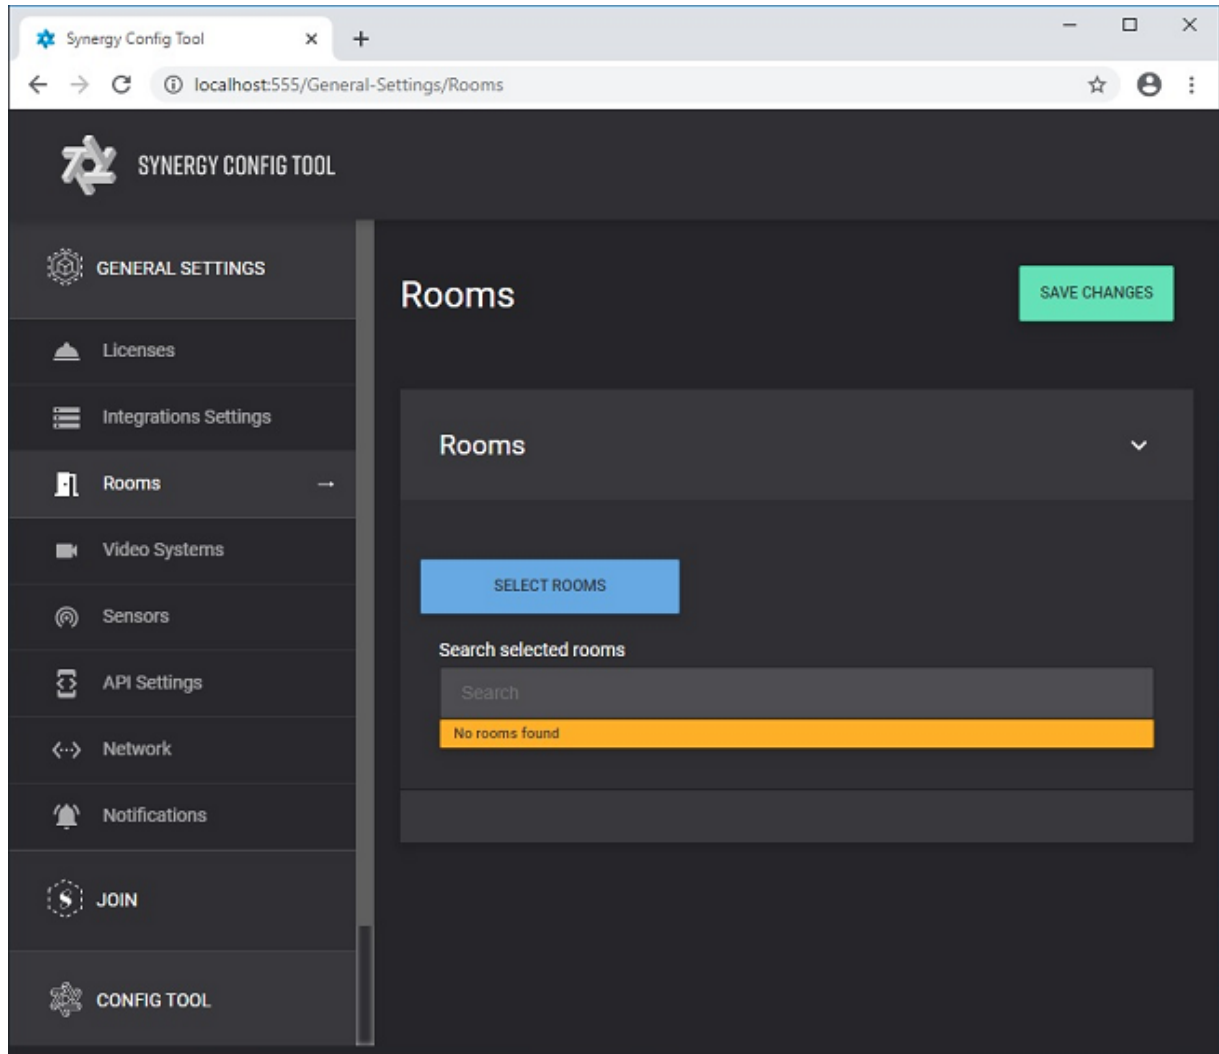 Synergy Config Tool
localhost:555/General-Settings/Rooms
SYNERGY CONFIG TOOL
GENERAL SETTINGS
Licenses
Integrations Settings
Rooms
Video Systems
Sensors
API Settings
Network
Notifications
JOIN
CONFIG TOOL
Rooms
SAVE CHANGES
Rooms
SELECT ROOMS
Search selected rooms
Search
No rooms found